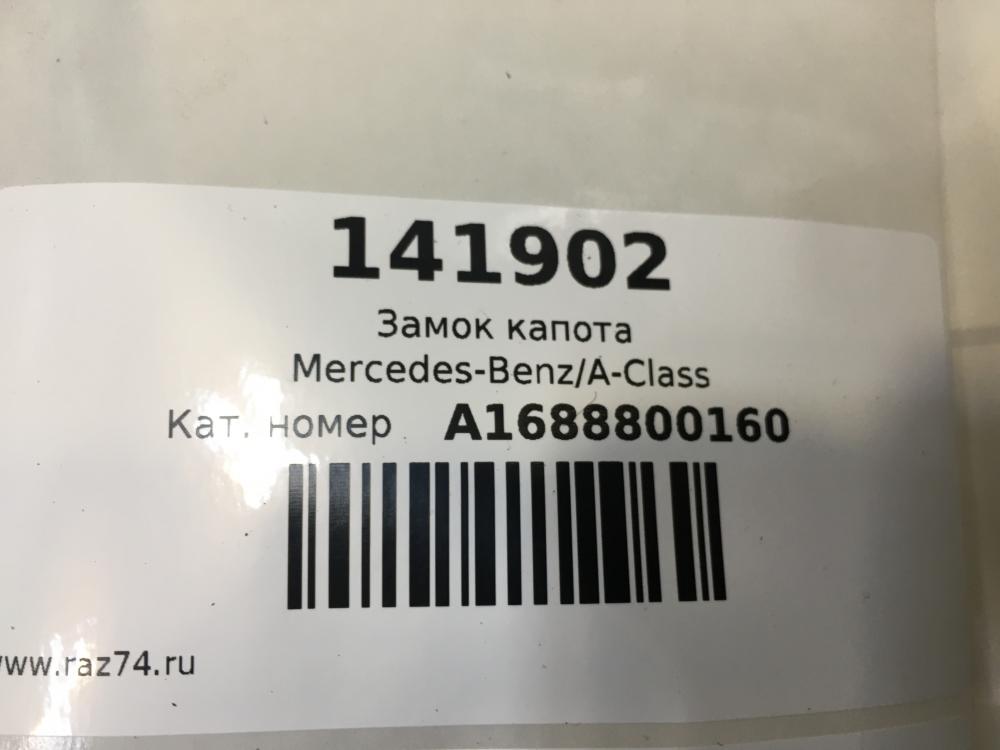 141902
Замок капота
Mercedes-Benz/A-Class
Кат. номер A1688800160
www.raz74.ru